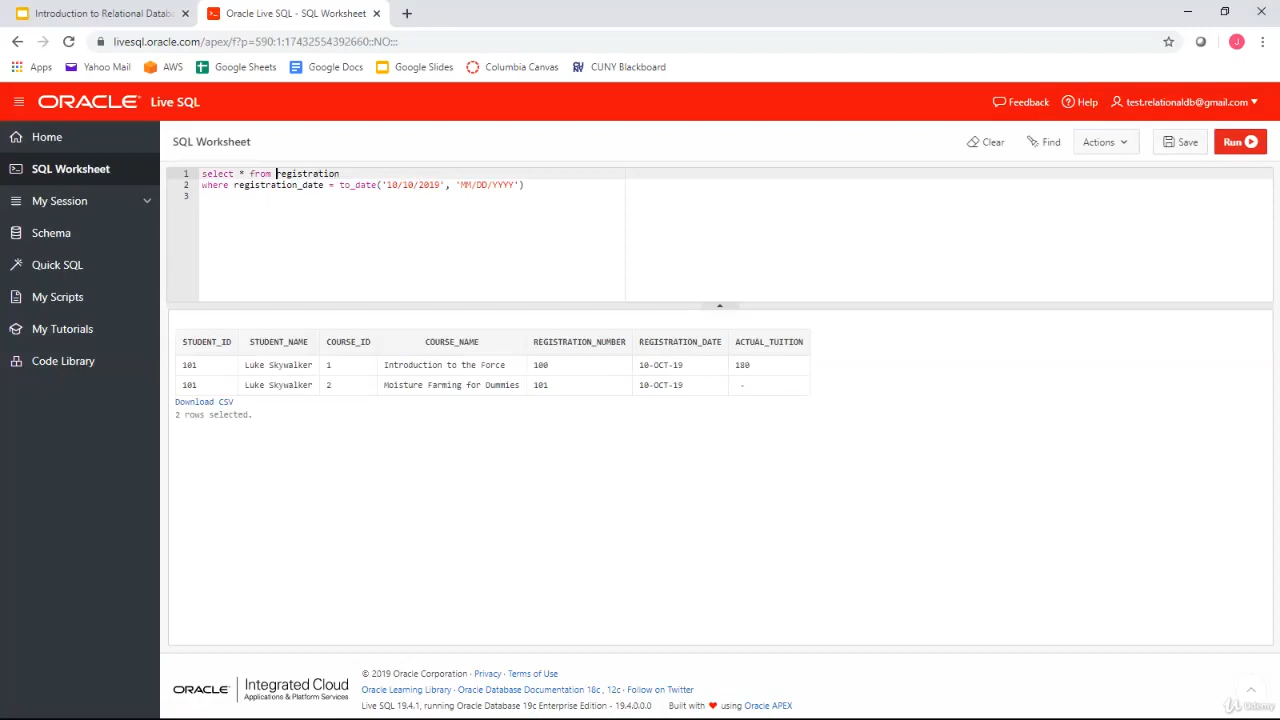 Introduction to Relational Datab
Oracle Live SQL - SQL Worksheet
livesql.oracle.com/apex/f?p=590:1:17432554392660::NO:::
J
Apps Yahoo Mail AWS Google Sheets Google Docs Google Slides Columbia Canvas CUNY Blackboard
ORACLE Live SQL Feedback Help test.relationaldb@gmail.com
Home
SQL Worksheet
My Session
Schema
Quick SQL
My Scripts
My Tutorials
Code Library
SQL Worksheet Clear Find Actions Save Run
1 select * from registration
2 where registration_date = to_date('10/10/2019', 'MM/DD/YYYY')
3
STUDENT_ID STUDENT_NAME COURSE_ID COURSE_NAME REGISTRATION_NUMBER REGISTRATION_DATE ACTUAL_TUITION
101 Luke Skywalker 1 Introduction to the Force 100 10-OCT-19 180
101 Luke Skywalker 2 Moisture Farming for Dummies 101 10-OCT-19 -
Download CSV
2 rows selected.
ORACLE Integrated Cloud
Applications & Platform Services
© 2019 Oracle Corporation · Privacy · Terms of Use
Oracle Learning Library · Oracle Database Documentation 18c, 12c · Follow on Twitter
Live SQL 19.4.1, running Oracle Database 19c Enterprise Edition - 19.4.0.0.0 Built with ❤ using Oracle APEX
Udemy